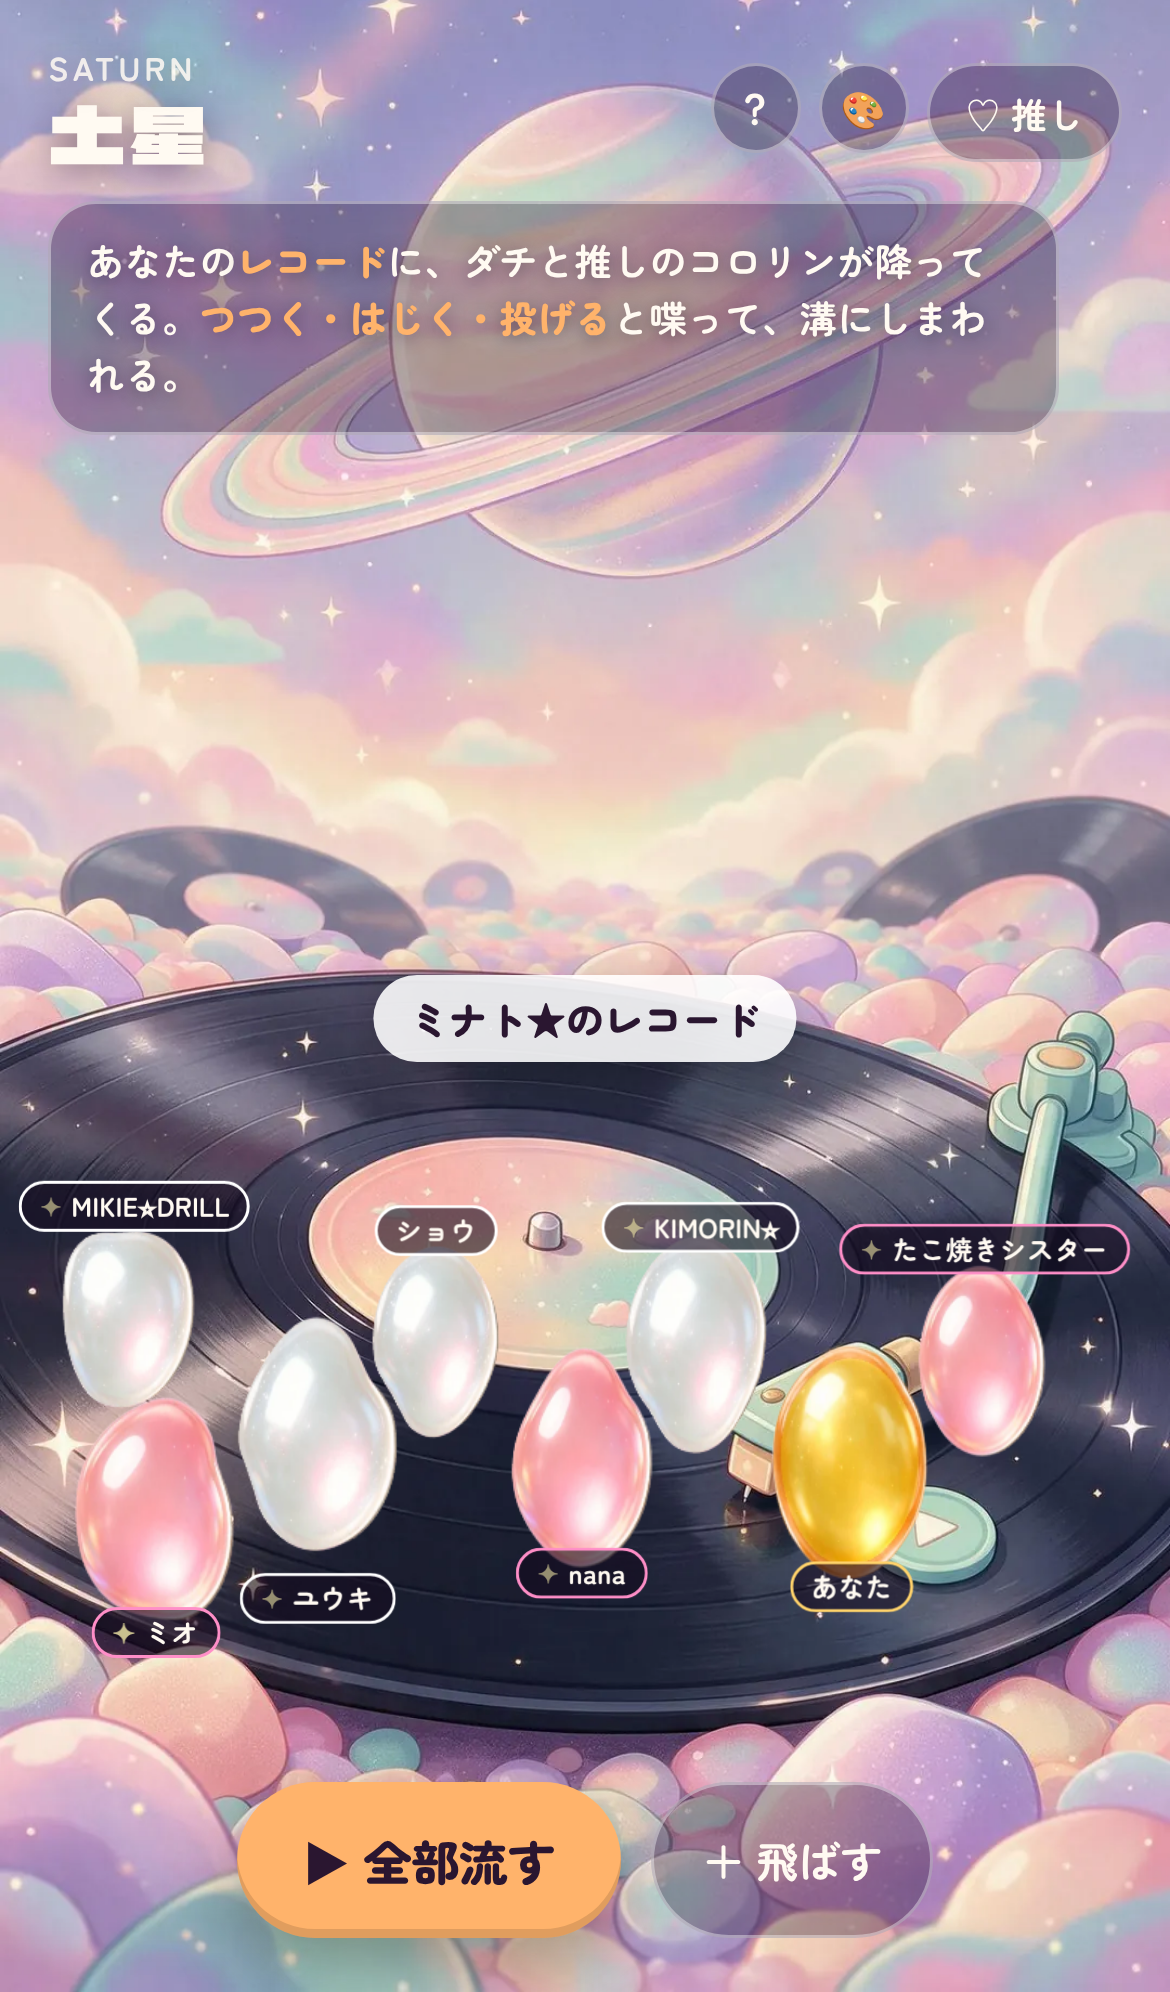 SATURN
土星
?
♡ 推し
あなたのレコードに、ダチと推しのコロリンが降って
くる。つつく・はじく・投げると喋って、溝にしまわ
れる。
ミナト★のレコード
✦ MIKIE★DRILL
ショウ
✦ KIMORIN★
✦ たこ焼きシスター
✦ ミオ
✦ ユウキ
✦ nana
あなた
▶ 全部流す
＋ 飛ばす